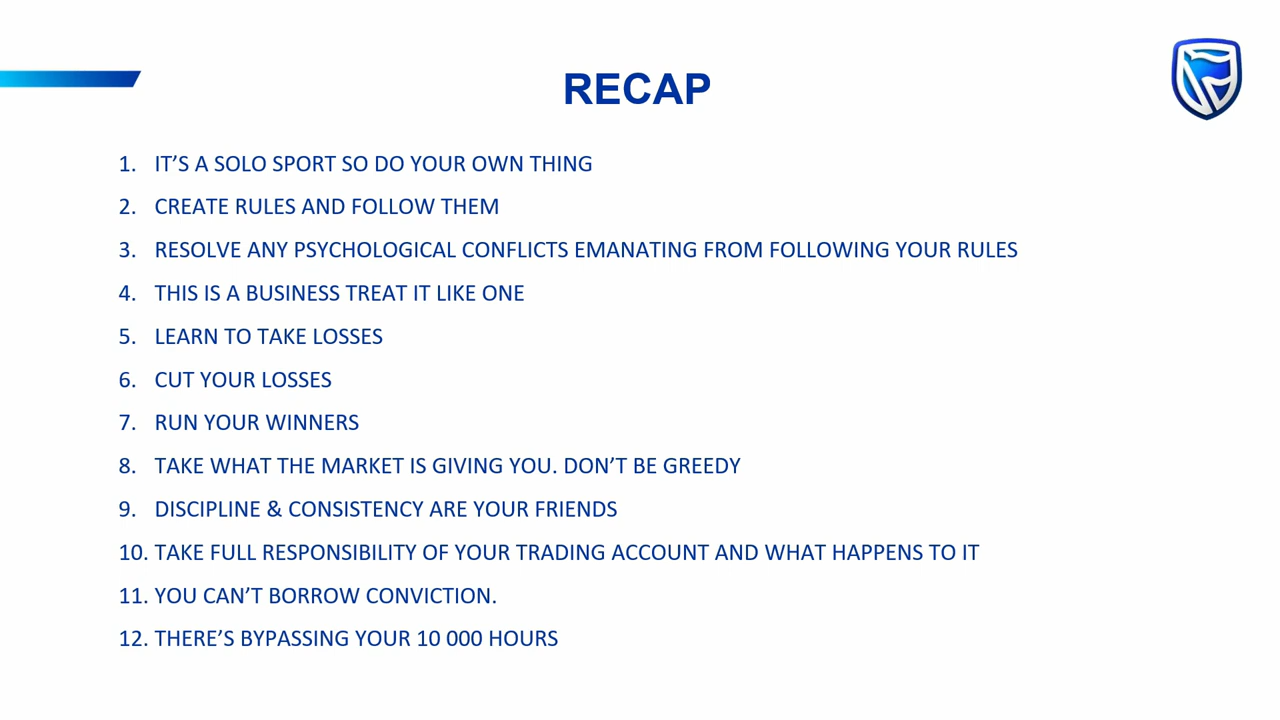 RECAP
1. IT’S A SOLO SPORT SO DO YOUR OWN THING
2. CREATE RULES AND FOLLOW THEM
3. RESOLVE ANY PSYCHOLOGICAL CONFLICTS EMANATING FROM FOLLOWING YOUR RULES
4. THIS IS A BUSINESS TREAT IT LIKE ONE
5. LEARN TO TAKE LOSSES
6. CUT YOUR LOSSES
7. RUN YOUR WINNERS
8. TAKE WHAT THE MARKET IS GIVING YOU. DON’T BE GREEDY
9. DISCIPLINE & CONSISTENCY ARE YOUR FRIENDS
10. TAKE FULL RESPONSIBILITY OF YOUR TRADING ACCOUNT AND WHAT HAPPENS TO IT
11. YOU CAN’T BORROW CONVICTION.
12. THERE’S BYPASSING YOUR 10 000 HOURS